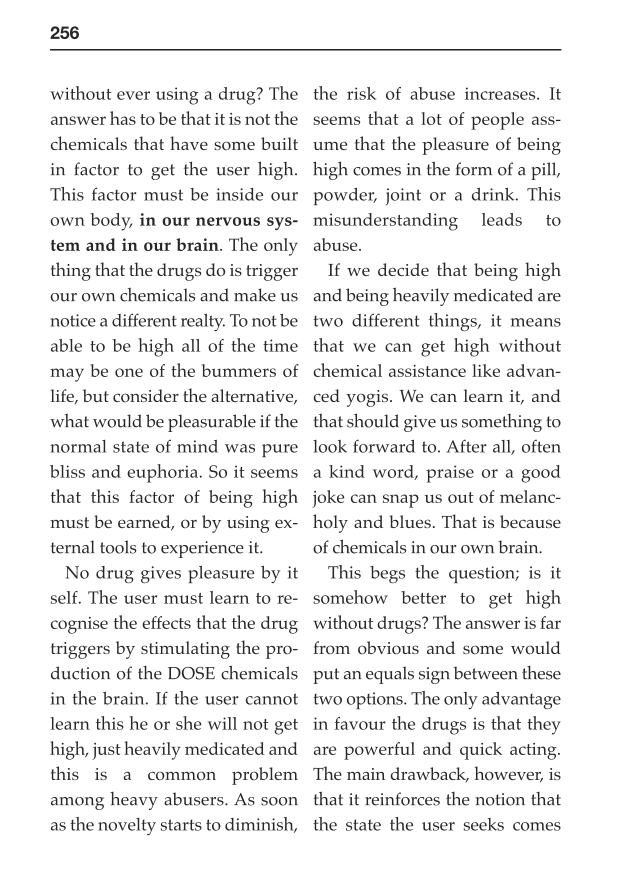 256
without ever using a drug? The
answer has to be that it is not the
chemicals that have some built
in factor to get the user high.
This factor must be inside our
own body, in our nervous sys-
tem and in our brain. The only
thing that the drugs do is trigger
our own chemicals and make us
notice a different realty. To not be
able to be high all of the time
may be one of the bummers of
life, but consider the alternative,
what would be pleasurable if the
normal state of mind was pure
bliss and euphoria. So it seems
that this factor of being high
must be earned, or by using ex-
ternal tools to experience it.
No drug gives pleasure by it
self. The user must learn to re-
cognise the effects that the drug
triggers by stimulating the pro-
duction of the DOSE chemicals
in the brain. If the user cannot
learn this he or she will not get
high, just heavily medicated and
this is a common problem
among heavy abusers. As soon
as the novelty starts to diminish,
the risk of abuse increases. It
seems that a lot of people ass-
ume that the pleasure of being
high comes in the form of a pill,
powder, joint or a drink. This
misunderstanding leads to
abuse.
If we decide that being high
and being heavily medicated are
two different things, it means
that we can get high without
chemical assistance like advan-
ced yogis. We can learn it, and
that should give us something to
look forward to. After all, often
a kind word, praise or a good
joke can snap us out of melanc-
holy and blues. That is because
of chemicals in our own brain.
This begs the question; is it
somehow better to get high
without drugs? The answer is far
from obvious and some would
put an equals sign between these
two options. The only advantage
in favour the drugs is that they
are powerful and quick acting.
The main drawback, however, is
that it reinforces the notion that
the state the user seeks comes